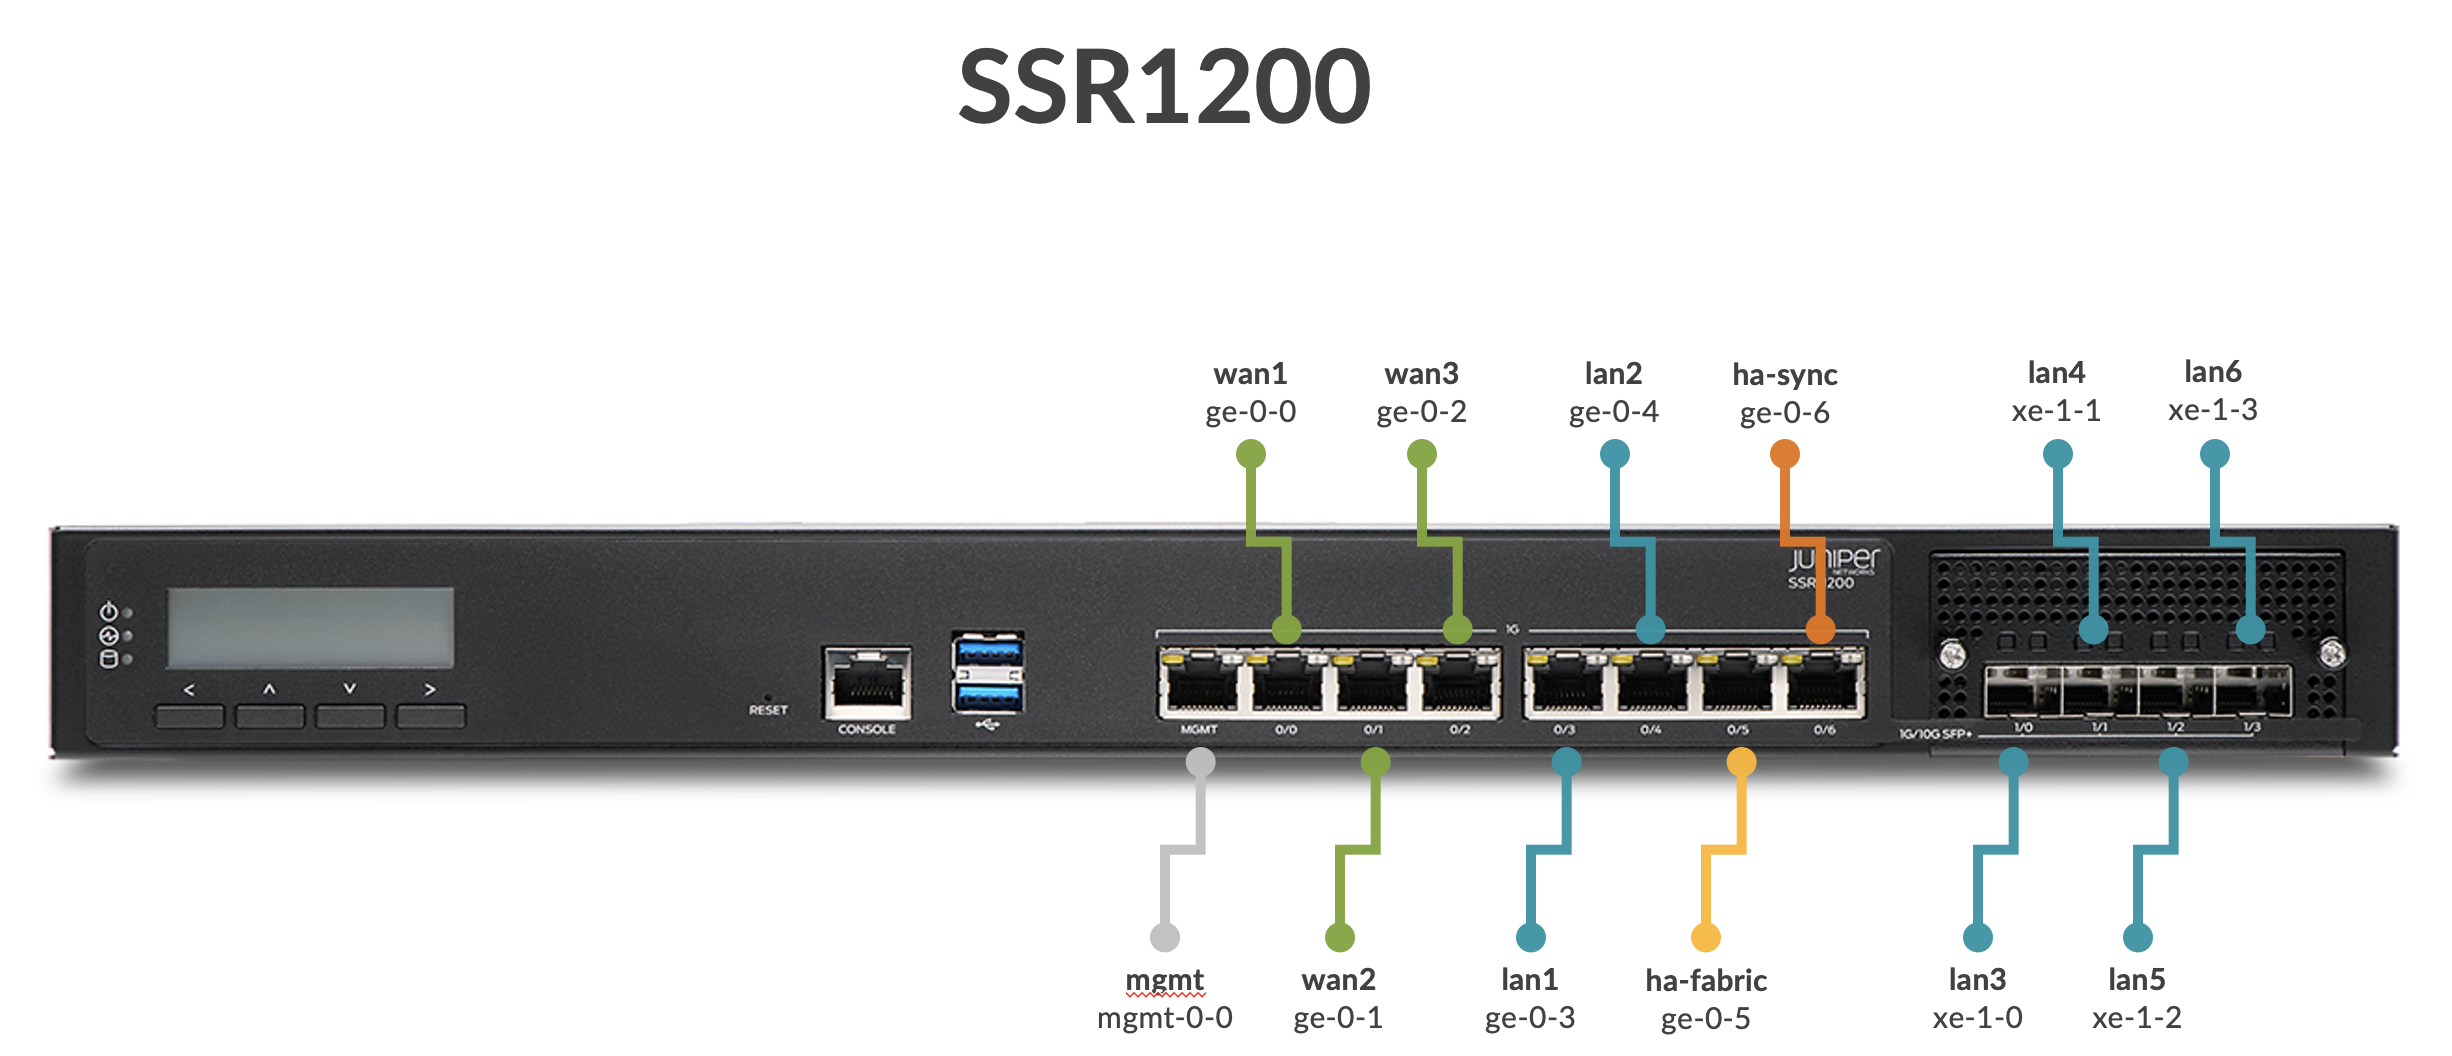 SSR1200
wan1
ge-0-0
wan3
ge-0-2
lan2
ge-0-4
ha-sync
ge-0-6
lan4
xe-1-1
lan6
xe-1-3
JUNIPER
NETWORKS
1G
< ʌ v >
RESET
CONSOLE
MGMT
0/0
0/1
0/2
0/3
0/4
0/5
0/6
1G/10G SFP+
1/0
1/1
1/2
1/3
mgmt
mgmt-0-0
wan2
ge-0-1
lan1
ge-0-3
ha-fabric
ge-0-5
lan3
xe-1-0
lan5
xe-1-2